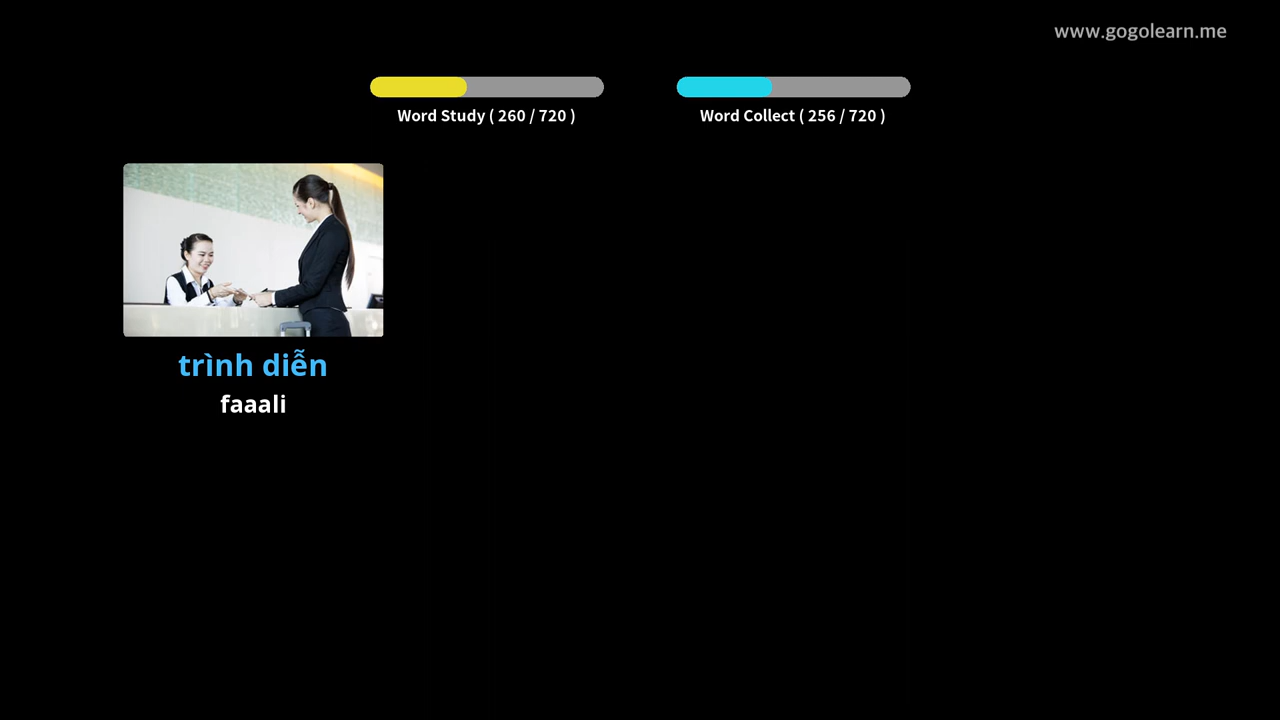 www.gogolearn.me
Word Study ( 260 / 720 )
Word Collect ( 256 / 720 )
trình diễn
faaali